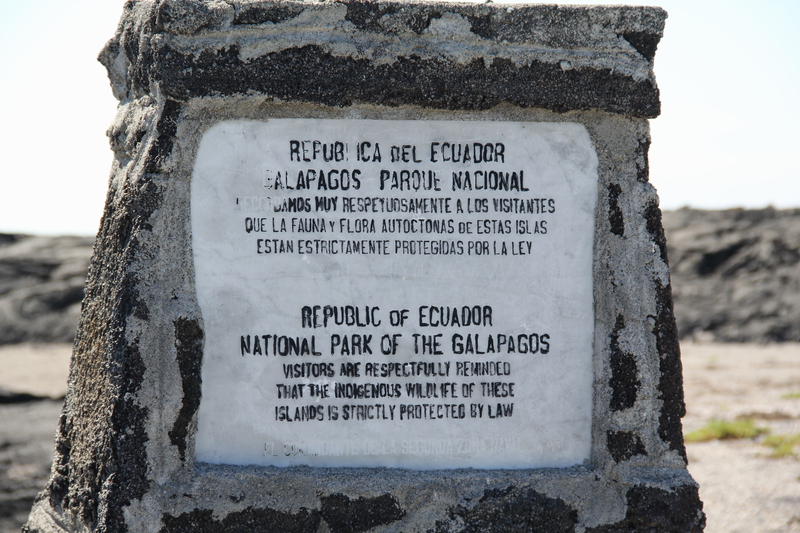 REPUBLICA DEL ECUADOR
GALAPAGOS PARQUE NACIONAL
MUY RESPETUOSAMENTE A LOS VISITANTES
QUE LA FAUNA Y FLORA AUTOCTONAS DE ESTAS ISLAS
ESTAN ESTRICTAMENTE PROTEGIDAS POR LA LEY
REPUBLIC OF ECUADOR
NATIONAL PARK OF THE GALAPAGOS
VISITORS ARE RESPECTFULLY REMINDED
THAT THE INDIGENOUS WILDLIFE OF THESE
ISLANDS IS STRICTLY PROTECTED BY LAW